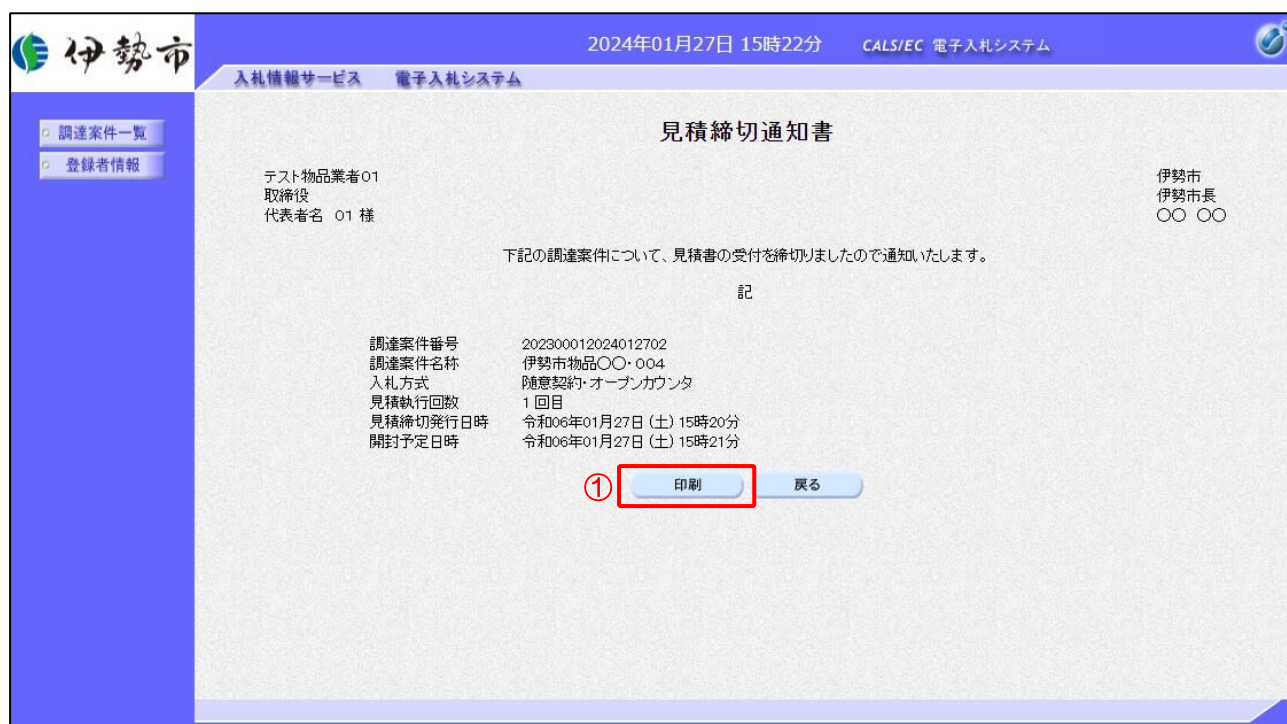 伊勢市
2024年01月27日 15時22分 CALS/EC 電子入札システム
入札情報サービス 電子入札システム
調達案件一覧
登録者情報
見積締切通知書
テスト物品業者01
取締役
代表者名 01 様
伊勢市
伊勢市長
〇〇 〇〇
下記の調達案件について、見積書の受付を締切りましたので通知いたします。
記
調達案件番号 202300012024012702
調達案件名称 伊勢市物品〇〇・004
入札方式 随意契約・オープンカウンタ
見積執行回数 1 回目
見積締切発行日時 令和06年01月27日 (土) 15時20分
開封予定日時 令和06年01月27日 (土) 15時21分
① 印刷 戻る